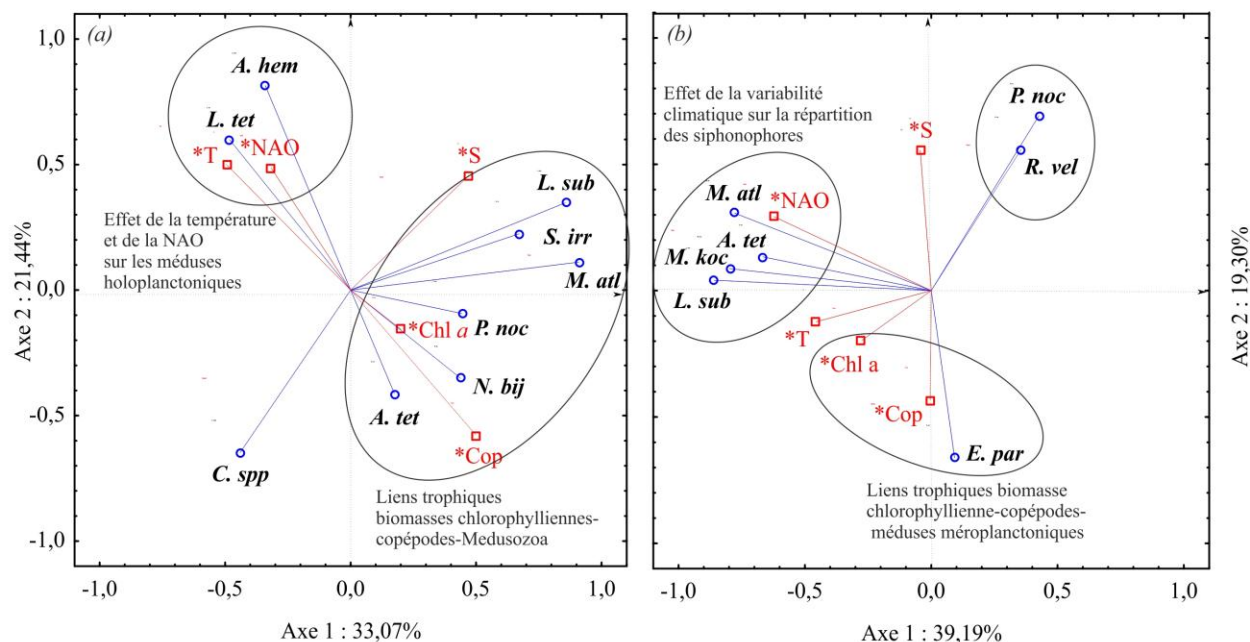 (a)
1,0
0,5
0,0
-0,5
-1,0
Axe 2 : 21,44%
A. hem
L. tet
*T
*NAO
*S
L. sub
S. irr
M. atl
Effet de la température
et de la NAO
sur les méduses
holoplanctoniques
*Chl a
P. noc
N. bij
A. tet
*Cop
C. spp
Liens trophiques
biomasses chlorophylliennes-
copépodes-Medusozoa
-1,0 -0,5 0,0 0,5 1,0
Axe 1 : 33,07%
(b)
Effet de la variabilité
climatique sur la répartition
des siphonophores
*S
P. noc
R. vel
M. atl
*NAO
A. tet
M. koc
L. sub
*T
*Chl a
*Cop
E. par
Liens trophiques biomasse
chlorophyllienne-copépodes-
méduses méroplanctoniques
-1,0 -0,5 0,0 0,5 1,0
Axe 1 : 39,19%
Axe 2 : 19,30%